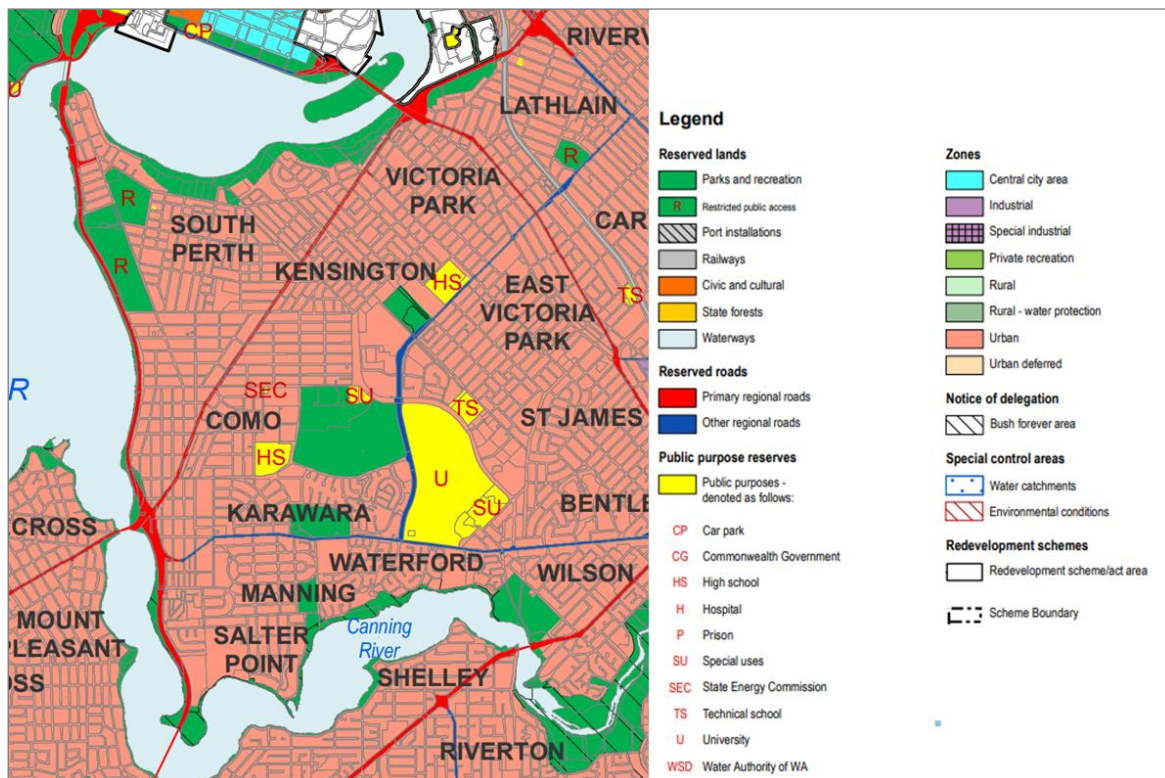 CP
RIVERV
U
LATHLAIN
R
VICTORIA
PARK
R
CAR
SOUTH
PERTH
R
KENSINGTON
HS
EAST
VICTORIA
PARK
TS
R
SEC
SU
TS
COMO
ST JAMES
HS
U
SU
BENTLE
CROSS
KARAWARA
WATERFORD
WILSON
MANNING
MOUNT
PLEASANT
SALTER
POINT
Canning
River
OSS
SHELLEY
RIVERTON
Legend
Reserved lands
Parks and recreation
R Restricted public access
Port installations
Railways
Civic and cultural
State forests
Waterways
Reserved roads
Primary regional roads
Other regional roads
Public purpose reserves
Public purposes -
denoted as follows:
CP Car park
CG Commonwealth Government
HS High school
H Hospital
P Prison
SU Special uses
SEC State Energy Commission
TS Technical school
U University
WSD Water Authority of WA
Zones
Central city area
Industrial
Special industrial
Private recreation
Rural
Rural - water protection
Urban
Urban deferred
Notice of delegation
Bush forever area
Special control areas
Water catchments
Environmental conditions
Redevelopment schemes
Redevelopment scheme/act area
Scheme Boundary